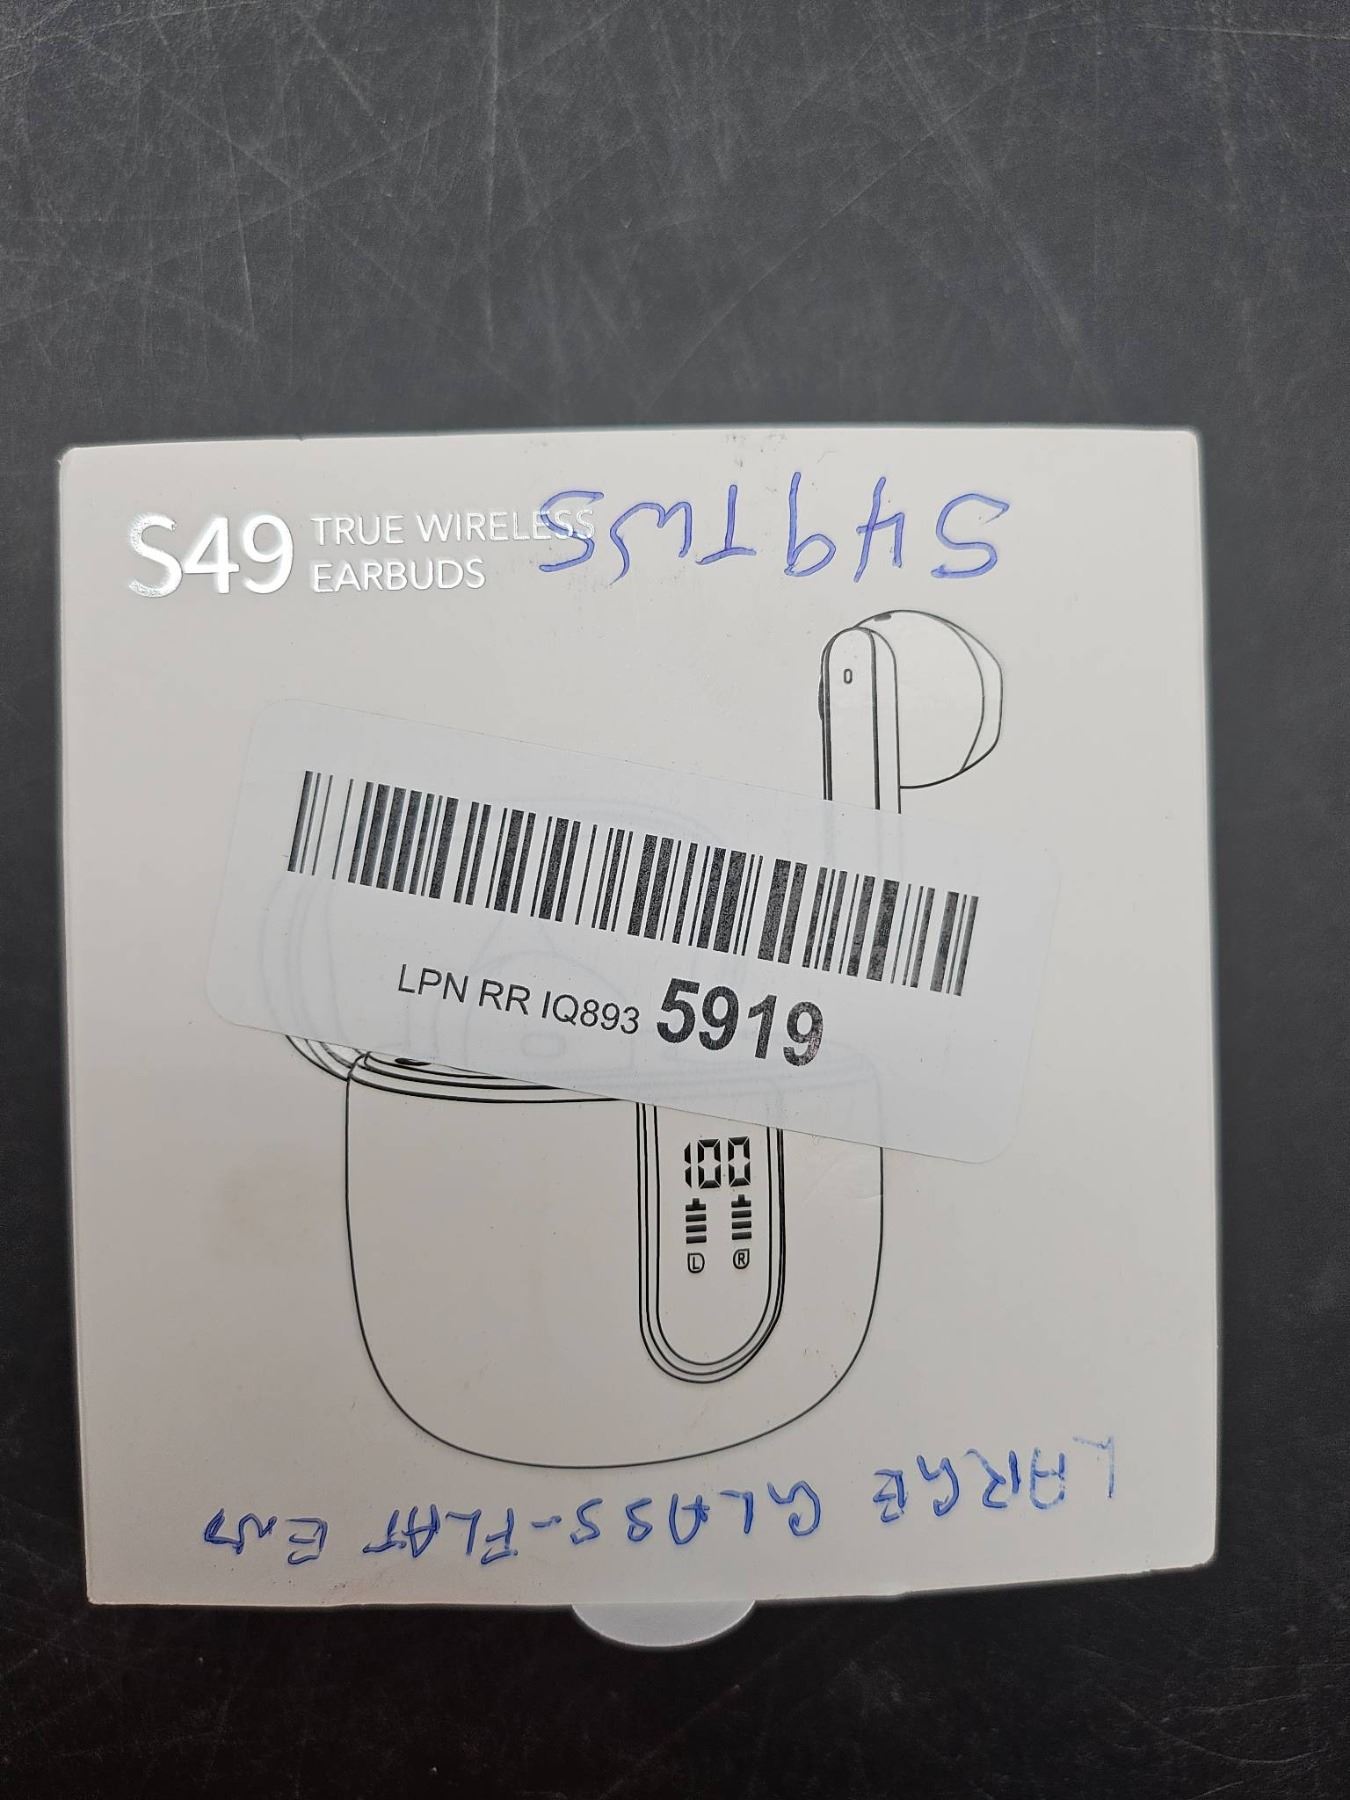 S49 TRUE WIRELESS
EARBUDS
S49TWS
LPN RR IQ893 5919
100
L R
LARGE GLASS-FLAT END